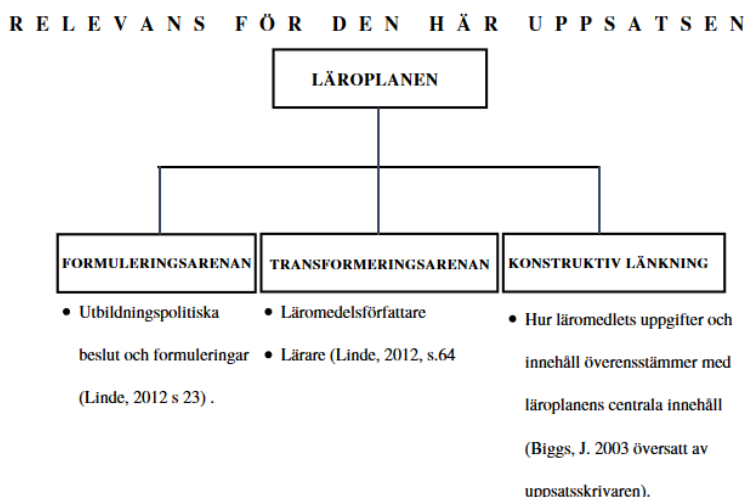 RELEVANS FÖR DEN HÄR UPPSATSEN
LÄROPLANEN
FORMULERINGSARENAN
• Utbildningspolitiska
beslut och formuleringar
(Linde, 2012 s 23) .
TRANSFORMERINGSARENAN
• Läromedelsförfattare
• Lärare (Linde, 2012, s.64
KONSTRUKTIV LÄNKNING
• Hur läromedlets uppgifter och
innehåll överensstämmer med
läroplanens centrala innehåll
(Biggs, J. 2003 översatt av
uppsatsskrivaren).